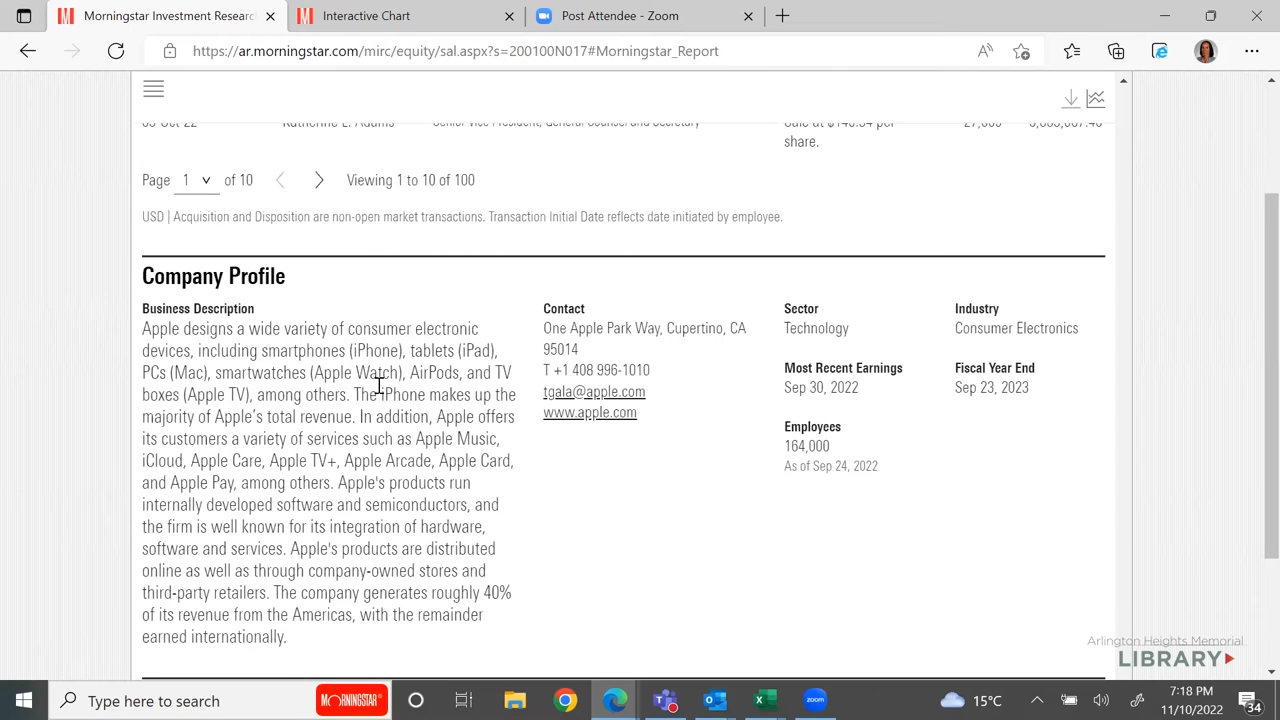 Morningstar Investment Researc
Interactive Chart
Post Attendee - Zoom
https://ar.morningstar.com/mirc/equity/sal.aspx?s=200100N017#Morningstar_Report
share.
Page 1 of 10 Viewing 1 to 10 of 100
USD | Acquisition and Disposition are non-open market transactions. Transaction Initial Date reflects date initiated by employee.
Company Profile
Business Description
Apple designs a wide variety of consumer electronic
devices, including smartphones (iPhone), tablets (iPad),
PCs (Mac), smartwatches (Apple Watch), AirPods, and TV
boxes (Apple TV), among others. The iPhone makes up the
majority of Apple's total revenue. In addition, Apple offers
its customers a variety of services such as Apple Music,
iCloud, Apple Care, Apple TV+, Apple Arcade, Apple Card,
and Apple Pay, among others. Apple's products run
internally developed software and semiconductors, and
the firm is well known for its integration of hardware,
software and services. Apple's products are distributed
online as well as through company-owned stores and
third-party retailers. The company generates roughly 40%
of its revenue from the Americas, with the remainder
earned internationally.
Contact
One Apple Park Way, Cupertino, CA
95014
T +1 408 996-1010
tgala@apple.com
www.apple.com
Sector
Technology
Most Recent Earnings
Sep 30, 2022
Employees
164,000
As of Sep 24, 2022
Industry
Consumer Electronics
Fiscal Year End
Sep 23, 2023
Arlington Heights Memorial
LIBRARY
Type here to search
MORNINGSTAR
zoom
15°C
7:18 PM
11/10/2022
34